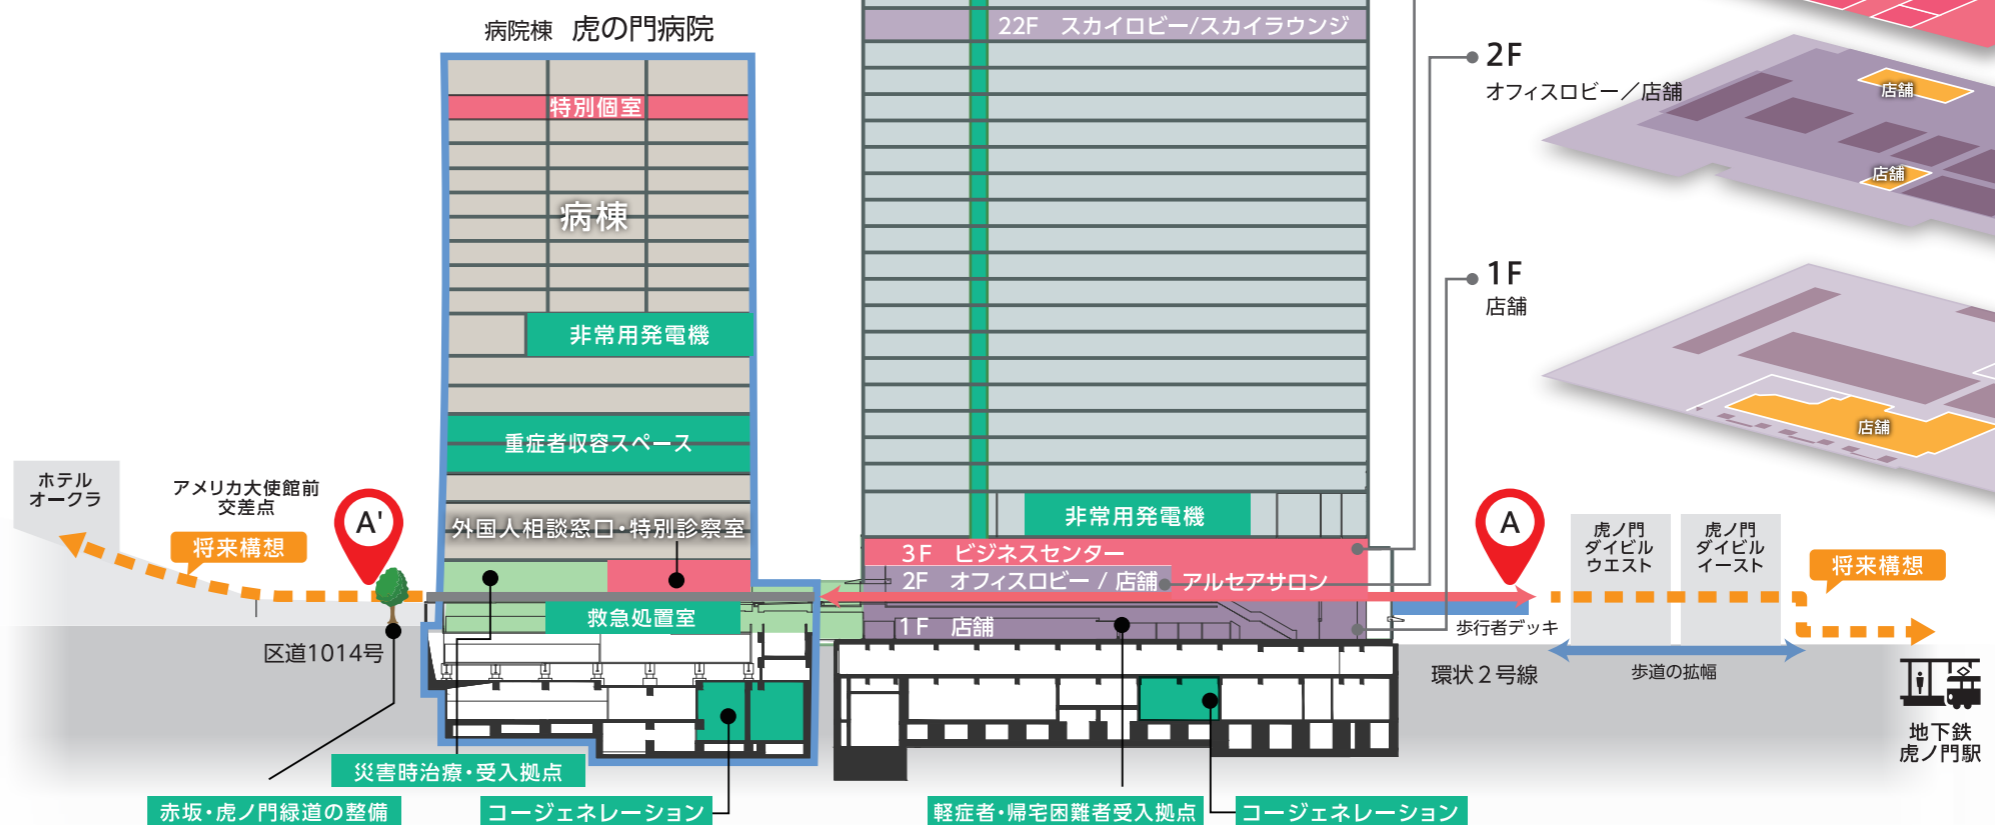 病院棟 虎の門病院
特別個室
病棟
非常用発電機
重症者収容スペース
外国人相談窓口・特別診察室
救急処置室
ホテル
オークラ
アメリカ大使館前
交差点
将来構想
A'
区道1014号
災害時治療・受入拠点
赤坂・虎ノ門緑道の整備
コージェネレーション
22F スカイロビー/スカイラウンジ
非常用発電機
3F ビジネスセンター
2F オフィスロビー / 店舗
アルセアサロン
1F 店舗
軽症者・帰宅困難者受入拠点
コージェネレーション
2F
オフィスロビー／店舗
店舗
店舗
1F
店舗
店舗
A
歩行者デッキ
環状2号線
虎ノ門
ダイビル
ウエスト
虎ノ門
ダイビル
イースト
将来構想
歩道の拡幅
地下鉄
虎ノ門駅